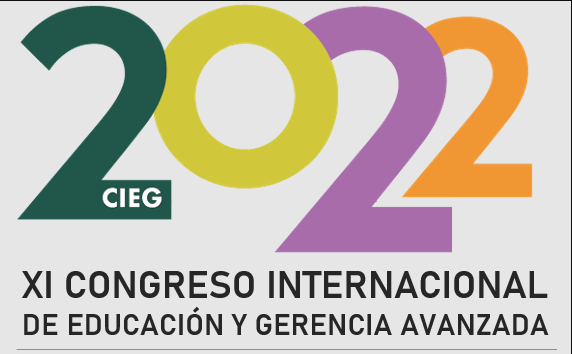 2022
CIEG
XI CONGRESO INTERNACIONAL
DE EDUCACIÓN Y GERENCIA AVANZADA